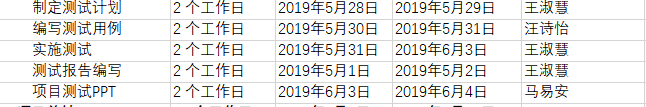 制定测试计划 2 个工作日 2019年5月28日 2019年5月29日 王淑慧
编写测试用例 2 个工作日 2019年5月30日 2019年5月31日 汪诗怡
实施测试 2 个工作日 2019年5月31日 2019年6月3日 王淑慧
测试报告编写 2 个工作日 2019年5月1日 2019年5月2日 王淑慧
项目测试PPT 2 个工作日 2019年6月3日 2019年6月4日 马易安